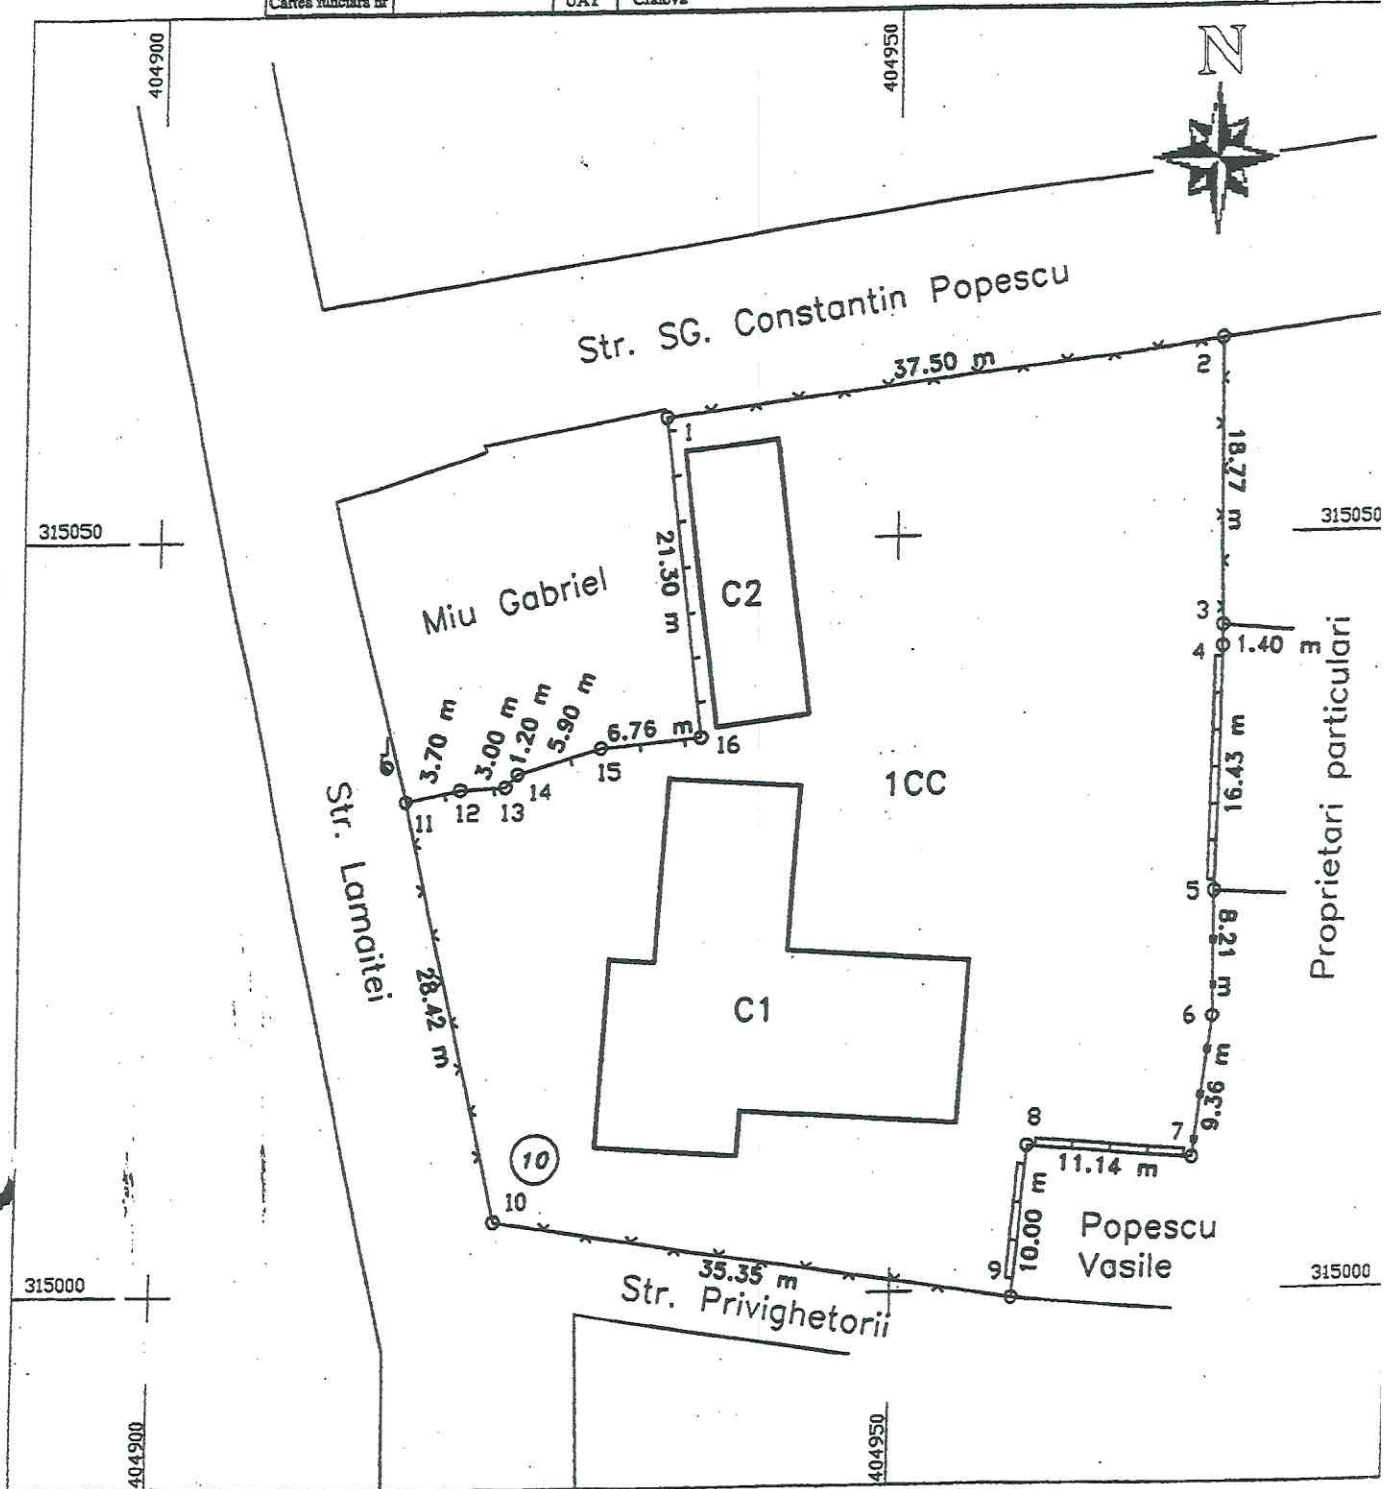 Cartea funciara nr
UAT
Craiova
404900
404950
N
Str. SG. Constantin Popescu
37.50 m
2
1
18.77 m
315050
315050
21.30 m
C2
Miu Gabriel
3
4
1.40 m
3.70 m
3.00 m
1.20 m
5.90 m
6.76 m
16
15
14
13
12
11
1CC
16.43 m
Proprietari particulari
Str. Lamaitei
5
8.21 m
28.42 m
C1
6
9.36 m
8
7
11.14 m
10
10
10.00 m
Popescu
Vasile
9
35.35 m
Str. Privighetorii
315000
315000
404900
404950